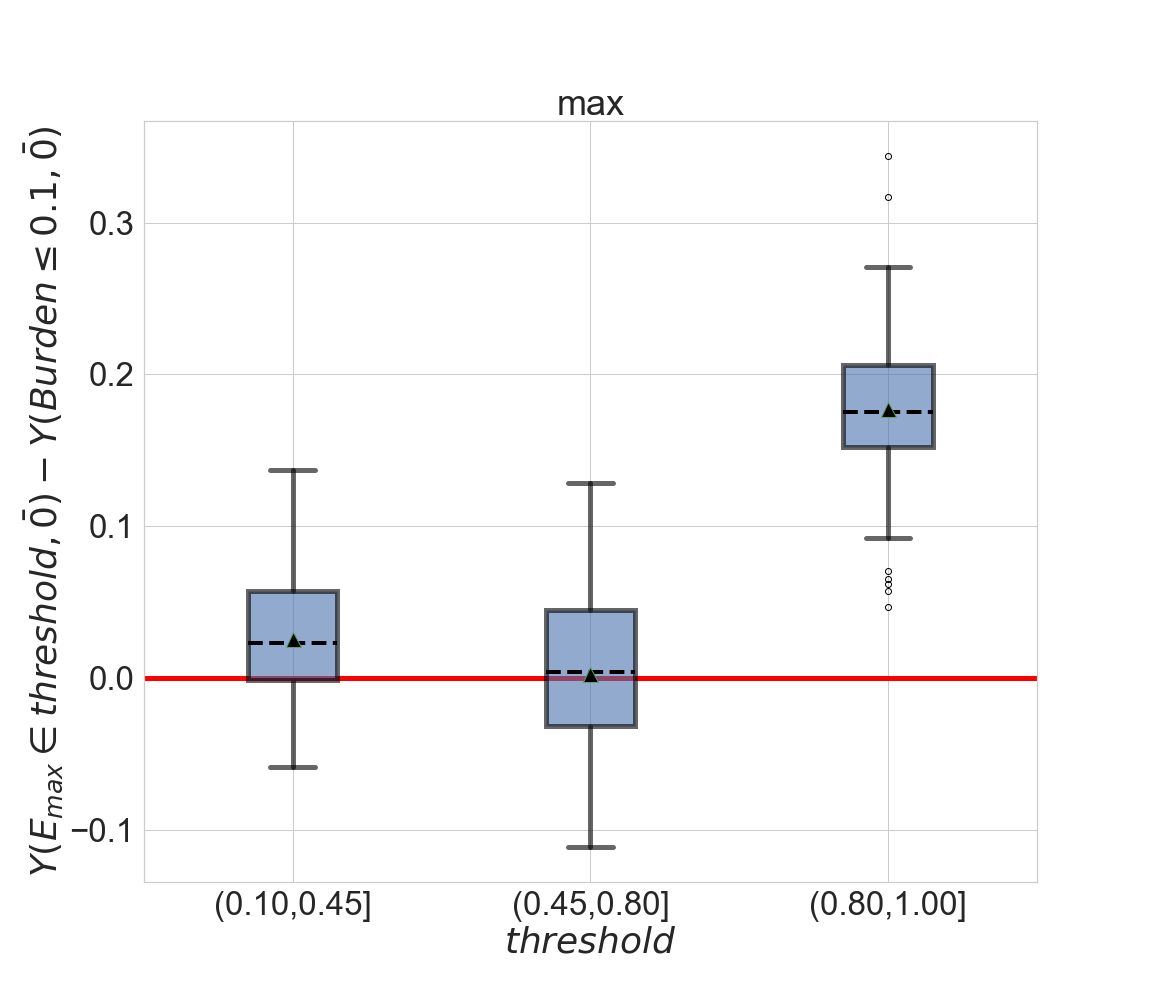 max
Y(E_max ∈ threshold, 0̄) − Y(Burden ≤ 0.1, 0̄)
0.3
0.2
0.1
0.0
−0.1
(0.10,0.45] (0.45,0.80] (0.80,1.00]
threshold